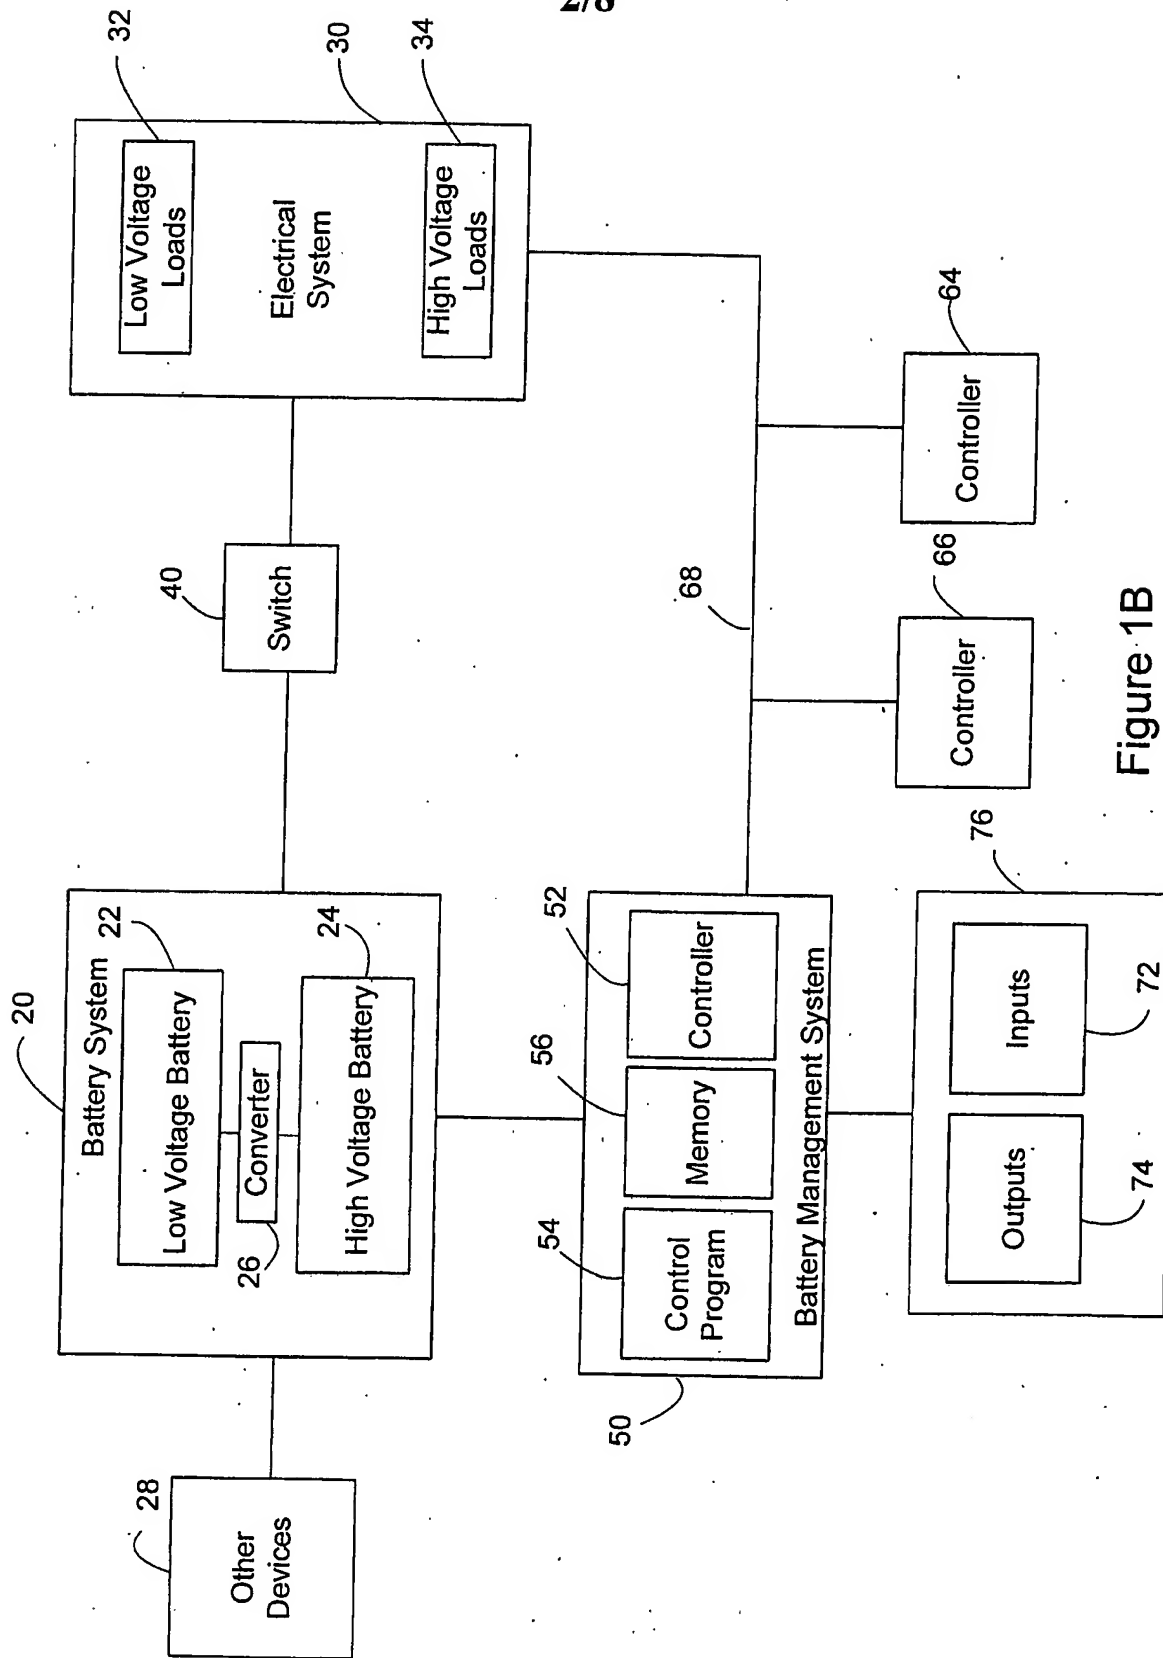 2/8
28
Other
Devices
20
Battery System
22
Low Voltage Battery
26
Converter
24
High Voltage Battery
40
Switch
32
Low Voltage
Loads
30
Electrical
System
34
High Voltage
Loads
50
54
Control
Program
56
Memory
52
Controller
Battery Management System
68
66
Controller
64
Controller
76
Outputs
74
Inputs
72
Figure 1B